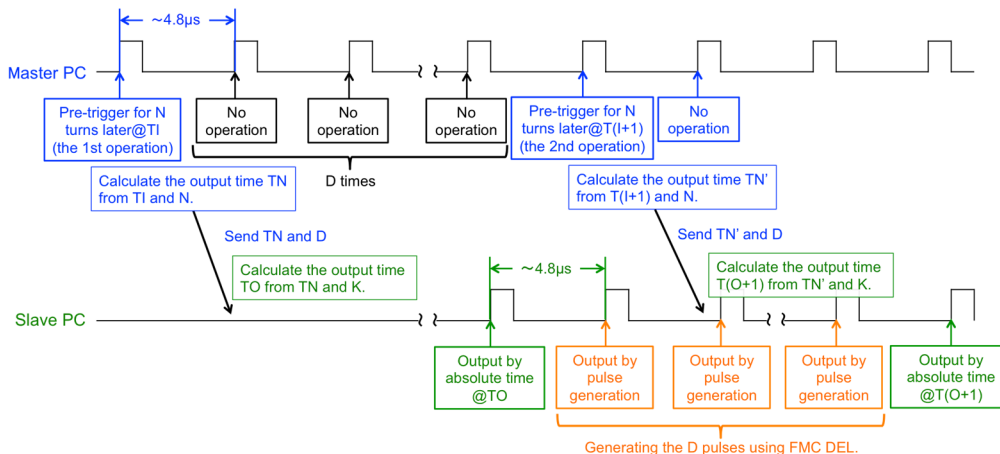 ~4.8μs
Master PC
Pre-trigger for N
turns later@TI
(the 1st operation)
No
operation
No
operation
No
operation
Pre-trigger for N
turns later@T(I+1)
(the 2nd operation)
No
operation
D times
Calculate the output time TN
from TI and N.
Calculate the output time TN’
from T(I+1) and N.
Send TN and D
Send TN’ and D
Calculate the output time
TO from TN and K.
~4.8μs
Calculate the output time
T(O+1) from TN’ and K.
Slave PC
Output by
absolute time
@TO
Output by
pulse
generation
Output by
pulse
generation
Output by
pulse
generation
Output by
absolute time
@T(O+1)
Generating the D pulses using FMC DEL.